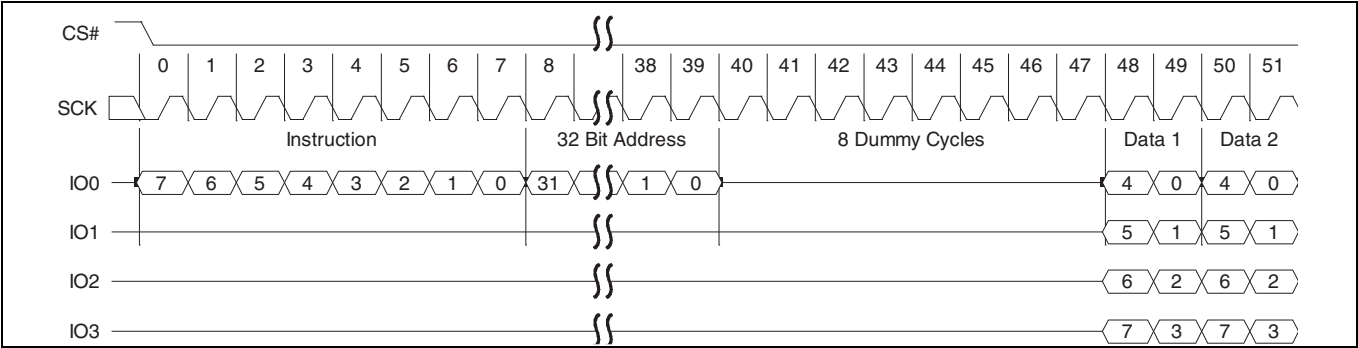 CS#
0 1 2 3 4 5 6 7 8 38 39 40 41 42 43 44 45 46 47 48 49 50 51
SCK
Instruction 32 Bit Address 8 Dummy Cycles Data 1 Data 2
IO0 7 6 5 4 3 2 1 0 31 1 0 4 0 4 0
IO1 5 1 5 1
IO2 6 2 6 2
IO3 7 3 7 3